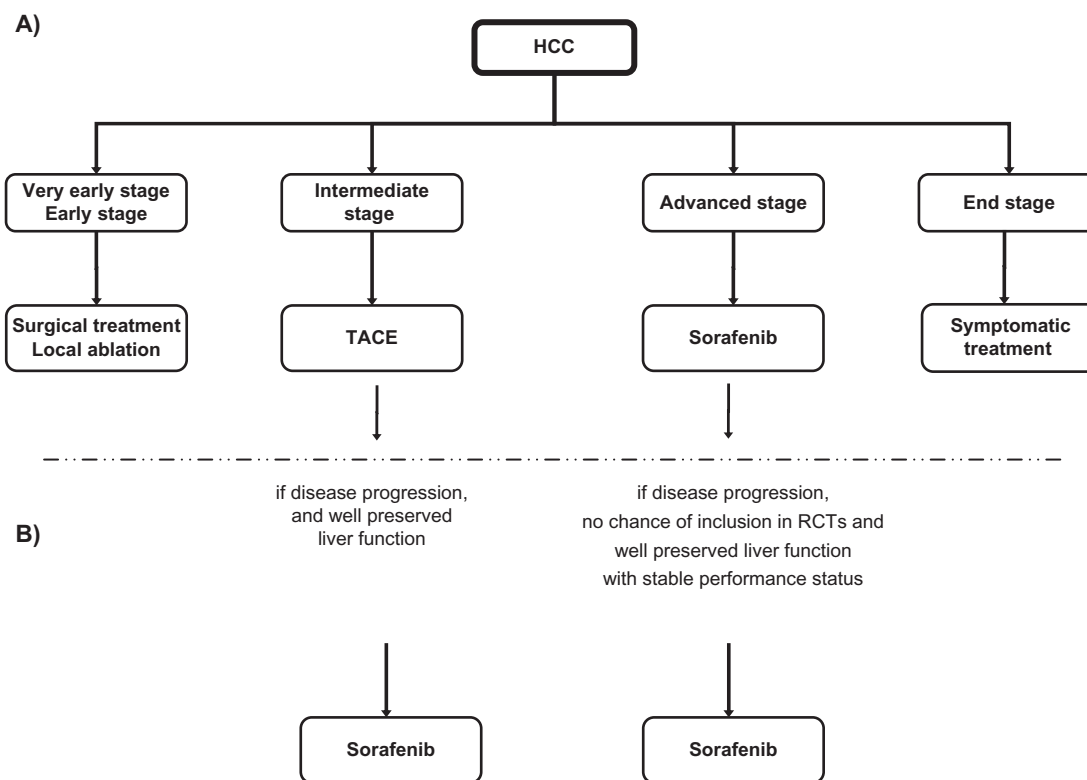 A)
HCC
Very early stage
Early stage
Intermediate
stage
Advanced stage
End stage
Surgical treatment
Local ablation
TACE
Sorafenib
Symptomatic
treatment
if disease progression,
and well preserved
liver function
if disease progression,
no chance of inclusion in RCTs and
well preserved liver function
with stable performance status
B)
Sorafenib
Sorafenib